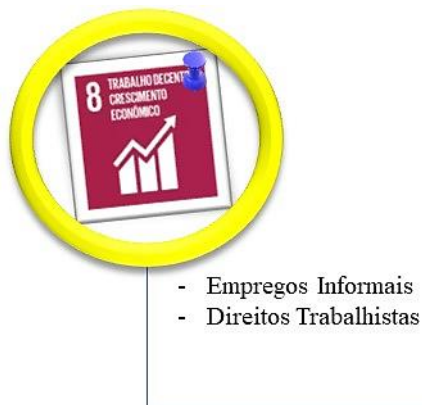 8 TRABALHO DECENT
CRESCIMENTO
ECONÔMICO
- Empregos Informais
- Direitos Trabalhistas